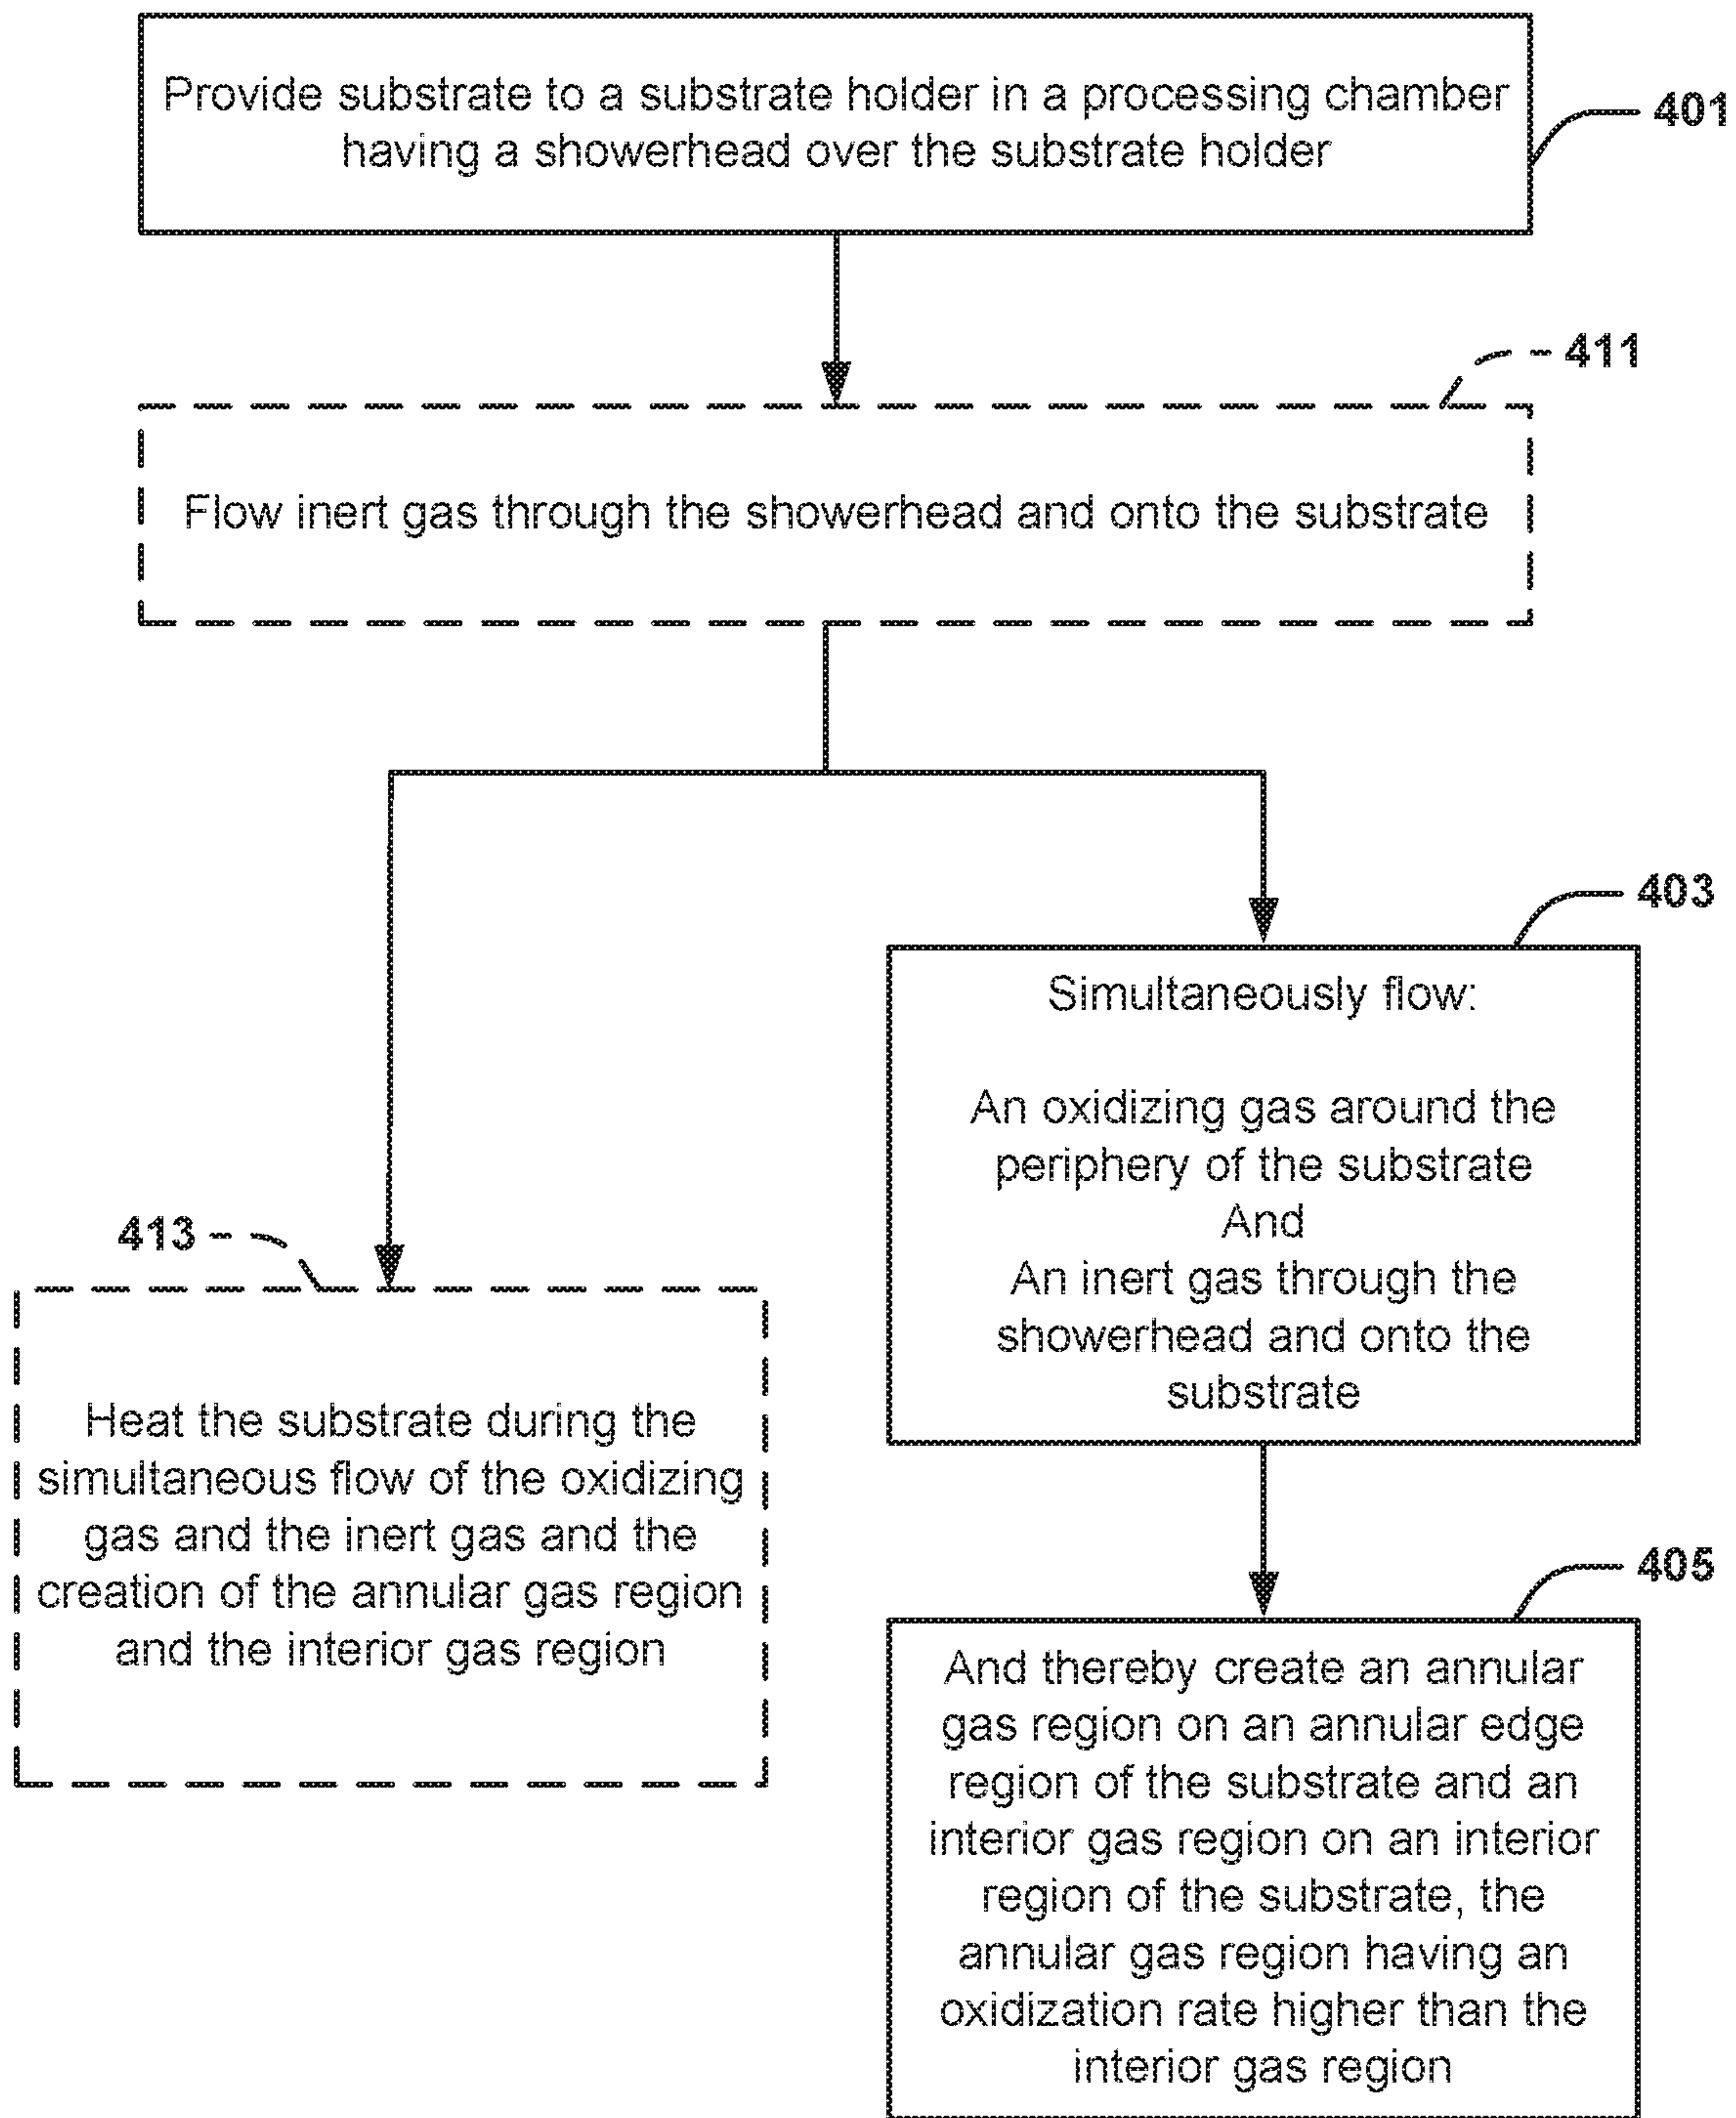 Provide substrate to a substrate holder in a processing chamber
having a showerhead over the substrate holder
401
411
Flow inert gas through the showerhead and onto the substrate
403
Simultaneously flow:
An oxidizing gas around the
periphery of the substrate
And
An inert gas through the
showerhead and onto the
substrate
413
Heat the substrate during the
simultaneous flow of the oxidizing
gas and the inert gas and the
creation of the annular gas region
and the interior gas region
405
And thereby create an annular
gas region on an annular edge
region of the substrate and an
interior gas region on an interior
region of the substrate, the
annular gas region having an
oxidization rate higher than the
interior gas region